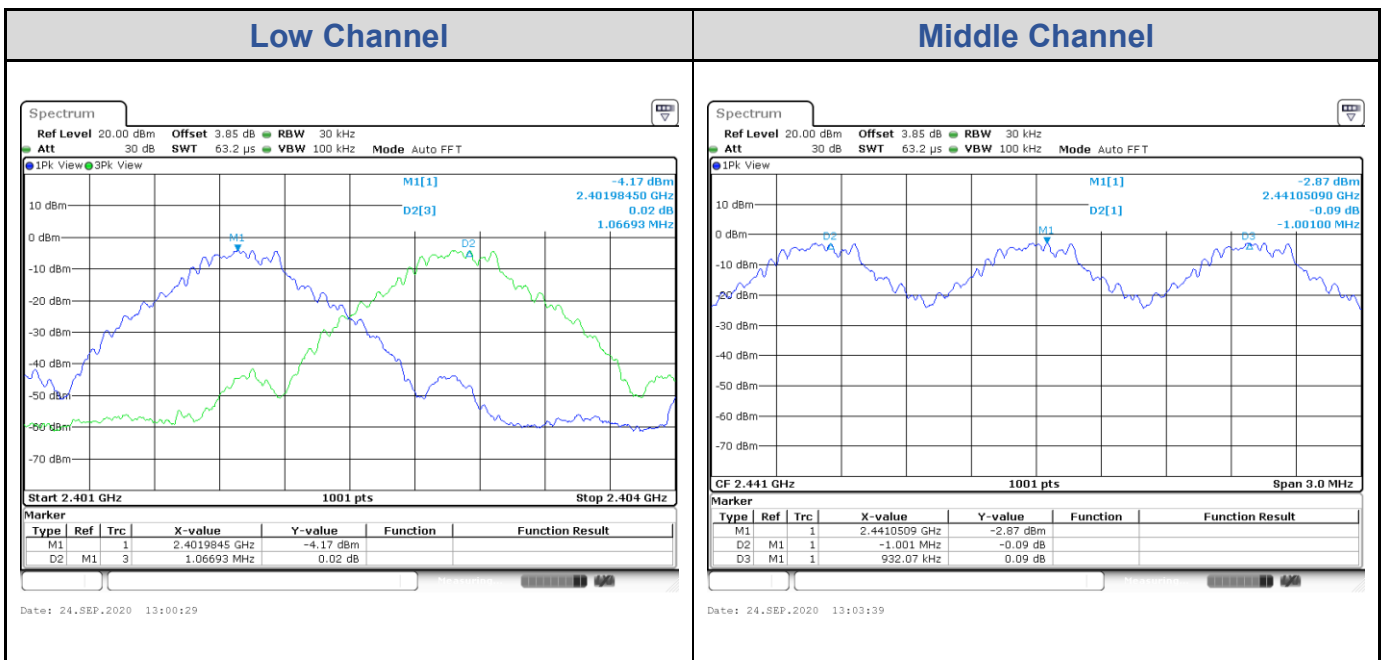 Low Channel
Middle Channel
Spectrum
Ref Level 20.00 dBm Offset 3.85 dB RBW 30 kHz
Att 30 dB SWT 63.2 µs VBW 100 kHz Mode Auto FFT
1Pk View 3Pk View
M1[1] -4.17 dBm
2.40198450 GHz
10 dBm
D2[3] 0.02 dB
1.06693 MHz
0 dBm
M1
D2
-10 dBm
-20 dBm
-30 dBm
-40 dBm
-50 dBm
-60 dBm
-70 dBm
Start 2.401 GHz 1001 pts Stop 2.404 GHz
Marker
Type Ref Trc X-value Y-value Function Function Result
M1 1 2.4019845 GHz -4.17 dBm
D2 M1 3 1.06693 MHz 0.02 dB
Measuring...
Date: 24.SEP.2020 13:00:29
Spectrum
Ref Level 20.00 dBm Offset 3.85 dB RBW 30 kHz
Att 30 dB SWT 63.2 µs VBW 100 kHz Mode Auto FFT
1Pk View
M1[1] -2.87 dBm
2.44105090 GHz
10 dBm
D2[1] -0.09 dB
-1.00100 MHz
0 dBm
D2
M1
D3
-10 dBm
-20 dBm
-30 dBm
-40 dBm
-50 dBm
-60 dBm
-70 dBm
CF 2.441 GHz 1001 pts Span 3.0 MHz
Marker
Type Ref Trc X-value Y-value Function Function Result
M1 1 2.4410509 GHz -2.87 dBm
D2 M1 1 -1.001 MHz -0.09 dB
D3 M1 1 932.07 kHz 0.09 dB
Measuring...
Date: 24.SEP.2020 13:03:39